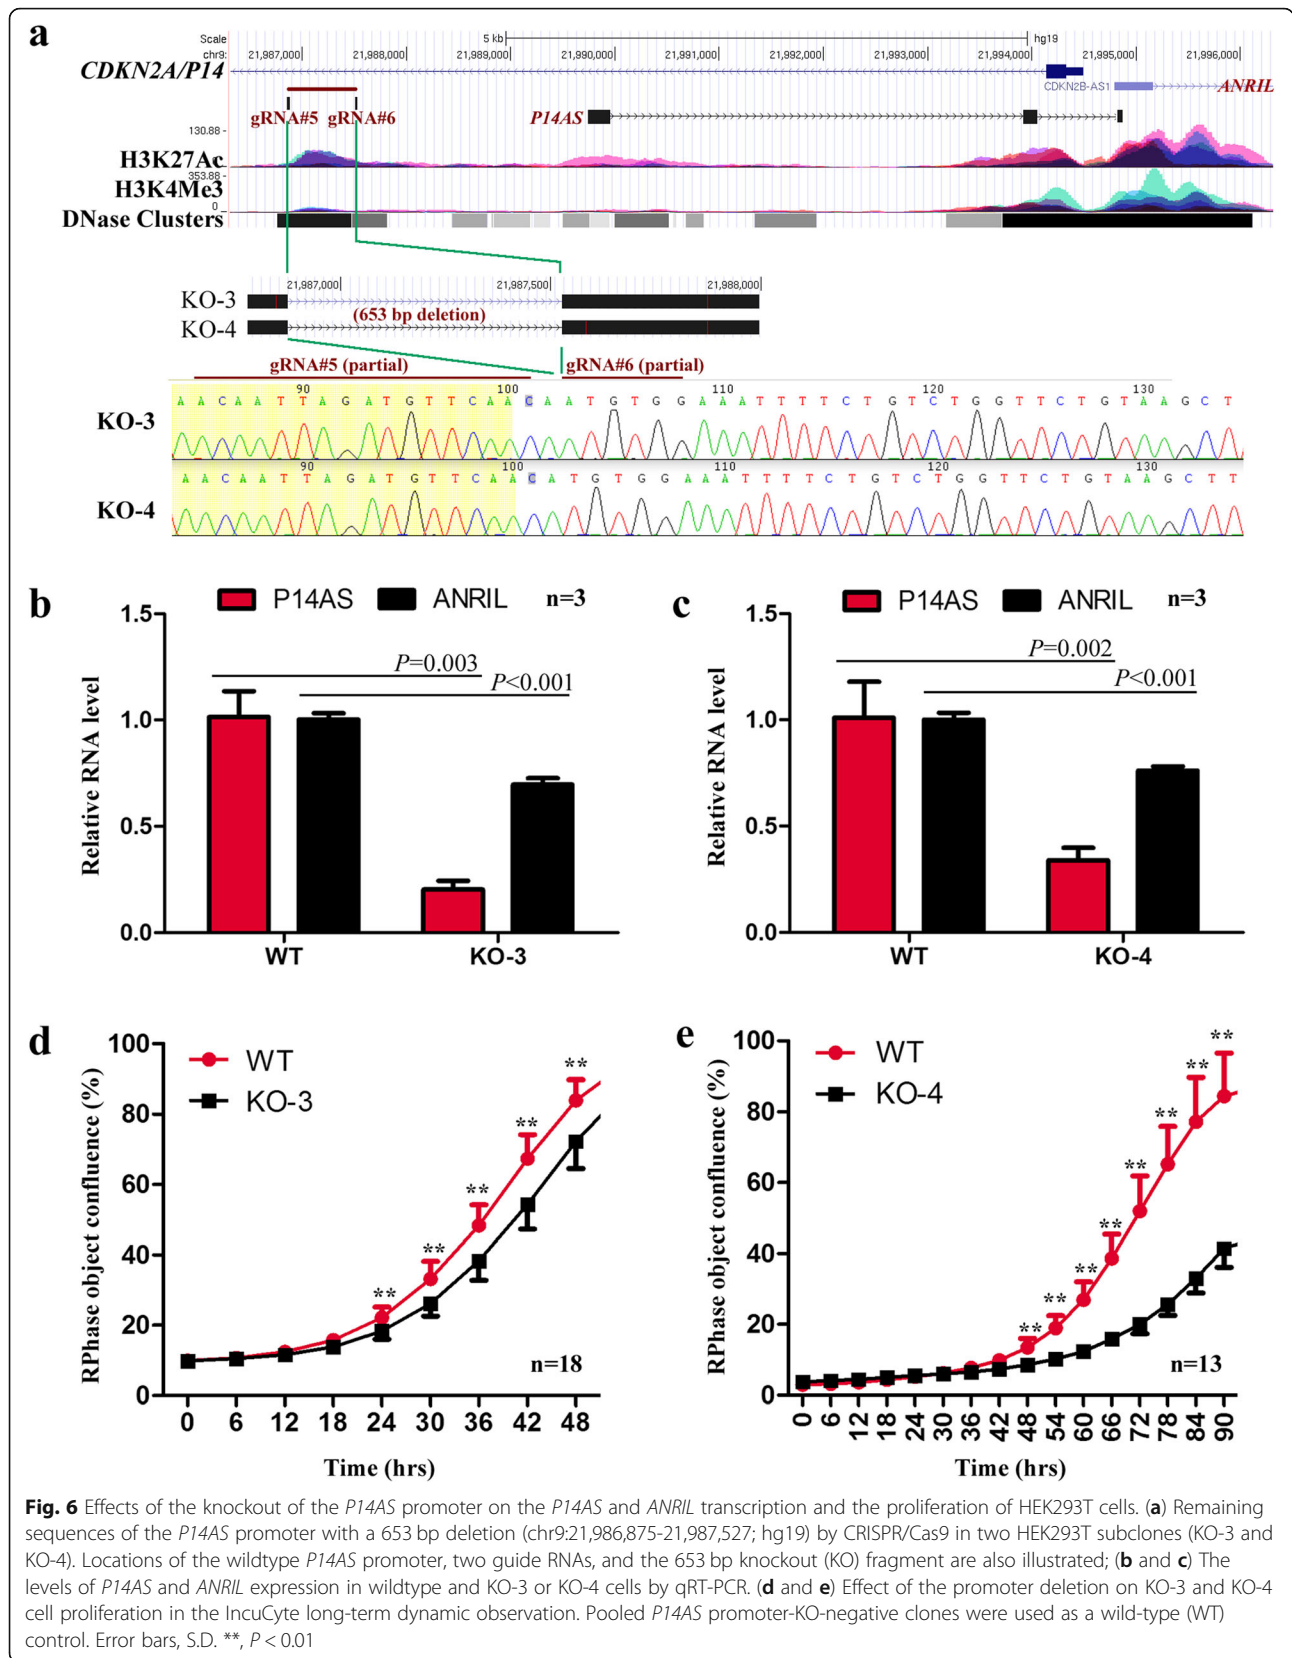 a
Scale
5 kb
hg19
chr9:
21,987,000
21,988,000
21,989,000
21,990,000
21,991,000
21,992,000
21,993,000
21,994,000
21,995,000
21,996,000
CDKN2A/P14
CDKN2B-AS1
ANRIL
gRNA#5 gRNA#6
P14AS
130.88
H3K27Ac
353.88
H3K4Me3
0
DNase Clusters
21,987,000
21,987,500
21,988,000
KO-3
(653 bp deletion)
KO-4
gRNA#5 (partial)
gRNA#6 (partial)
90 100 110 120 130
A A C A A T T A G A T G T T C A A C A A T G T G G A A A T T T T C T G T C T G G T T C T G T A A G C T
KO-3
90 100 110 120 130
A A C A A T T A G A T G T T C A A C A T G T G G A A A T T T T C T G T C T G G T T C T G T A A G C T T
KO-4
b
P14AS
ANRIL
n=3
Relative RNA level
1.5
1.0
0.5
0.0
P=0.003
P<0.001
WT
KO-3
c
P14AS
ANRIL
n=3
Relative RNA level
1.5
1.0
0.5
0.0
P=0.002
P<0.001
WT
KO-4
d
WT
KO-3
RPhase object confluence (%)
100
80
60
40
20
0
** ** ** ** **
n=18
0 6 12 18 24 30 36 42 48
Time (hrs)
e
WT
KO-4
RPhase object confluence (%)
100
80
60
40
20
0
** ** ** ** ** ** ** **
n=13
0 6 12 18 24 30 36 42 48 54 60 66 72 78 84 90
Time (hrs)
Fig. 6 Effects of the knockout of the P14AS promoter on the P14AS and ANRIL transcription and the proliferation of HEK293T cells. (a) Remaining
sequences of the P14AS promoter with a 653 bp deletion (chr9:21,986,875-21,987,527; hg19) by CRISPR/Cas9 in two HEK293T subclones (KO-3 and
KO-4). Locations of the wildtype P14AS promoter, two guide RNAs, and the 653 bp knockout (KO) fragment are also illustrated; (b and c) The
levels of P14AS and ANRIL expression in wildtype and KO-3 or KO-4 cells by qRT-PCR. (d and e) Effect of the promoter deletion on KO-3 and KO-4
cell proliferation in the IncuCyte long-term dynamic observation. Pooled P14AS promoter-KO-negative clones were used as a wild-type (WT)
control. Error bars, S.D. **, P < 0.01